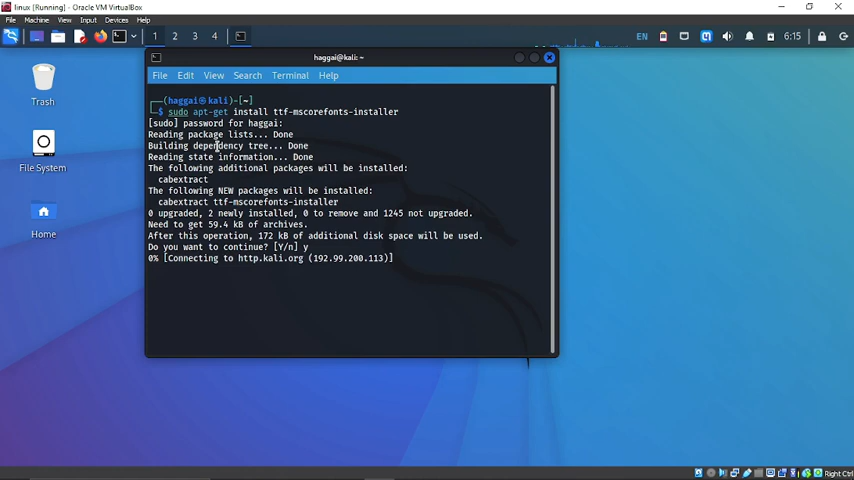 linux [Running] - Oracle VM VirtualBox
File Machine View Input Devices Help
1 2 3 4 EN 6:15
haggai@kali: ~
File Edit View Search Terminal Help
Trash
File System
Home
┌──(haggai㉿kali)-[~]
└─$ sudo apt-get install ttf-mscorefonts-installer
[sudo] password for haggai:
Reading package lists... Done
Building dependency tree... Done
Reading state information... Done
The following additional packages will be installed:
cabextract
The following NEW packages will be installed:
cabextract ttf-mscorefonts-installer
0 upgraded, 2 newly installed, 0 to remove and 1245 not upgraded.
Need to get 59.4 kB of archives.
After this operation, 172 kB of additional disk space will be used.
Do you want to continue? [Y/n] y
0% [Connecting to http.kali.org (192.99.200.113)]
Right Ctrl